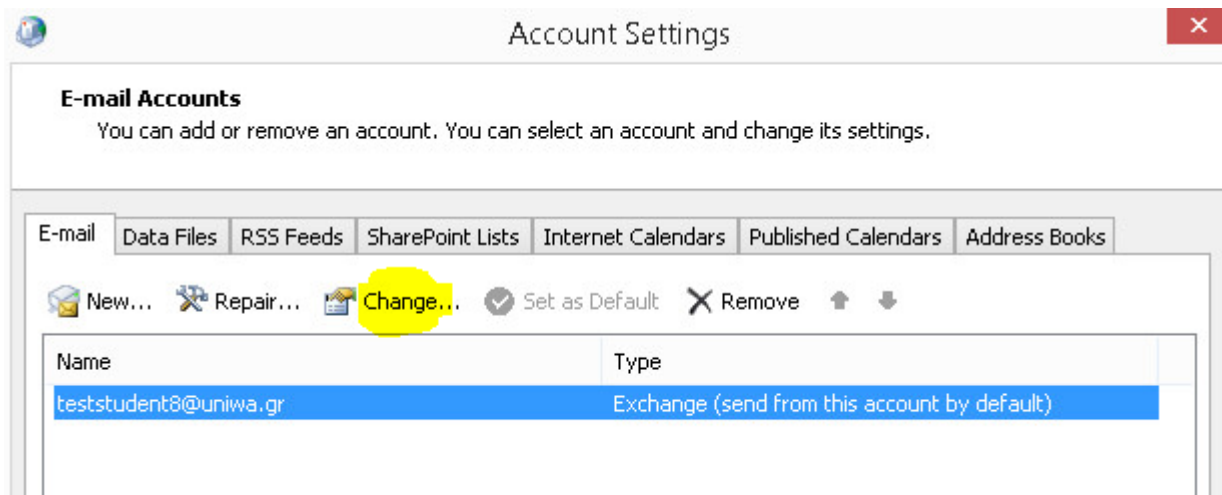 Account Settings
E-mail Accounts
You can add or remove an account. You can select an account and change its settings.
E-mail Data Files RSS Feeds SharePoint Lists Internet Calendars Published Calendars Address Books
New... Repair... Change... Set as Default Remove
Name Type
teststudent8@uniwa.gr Exchange (send from this account by default)